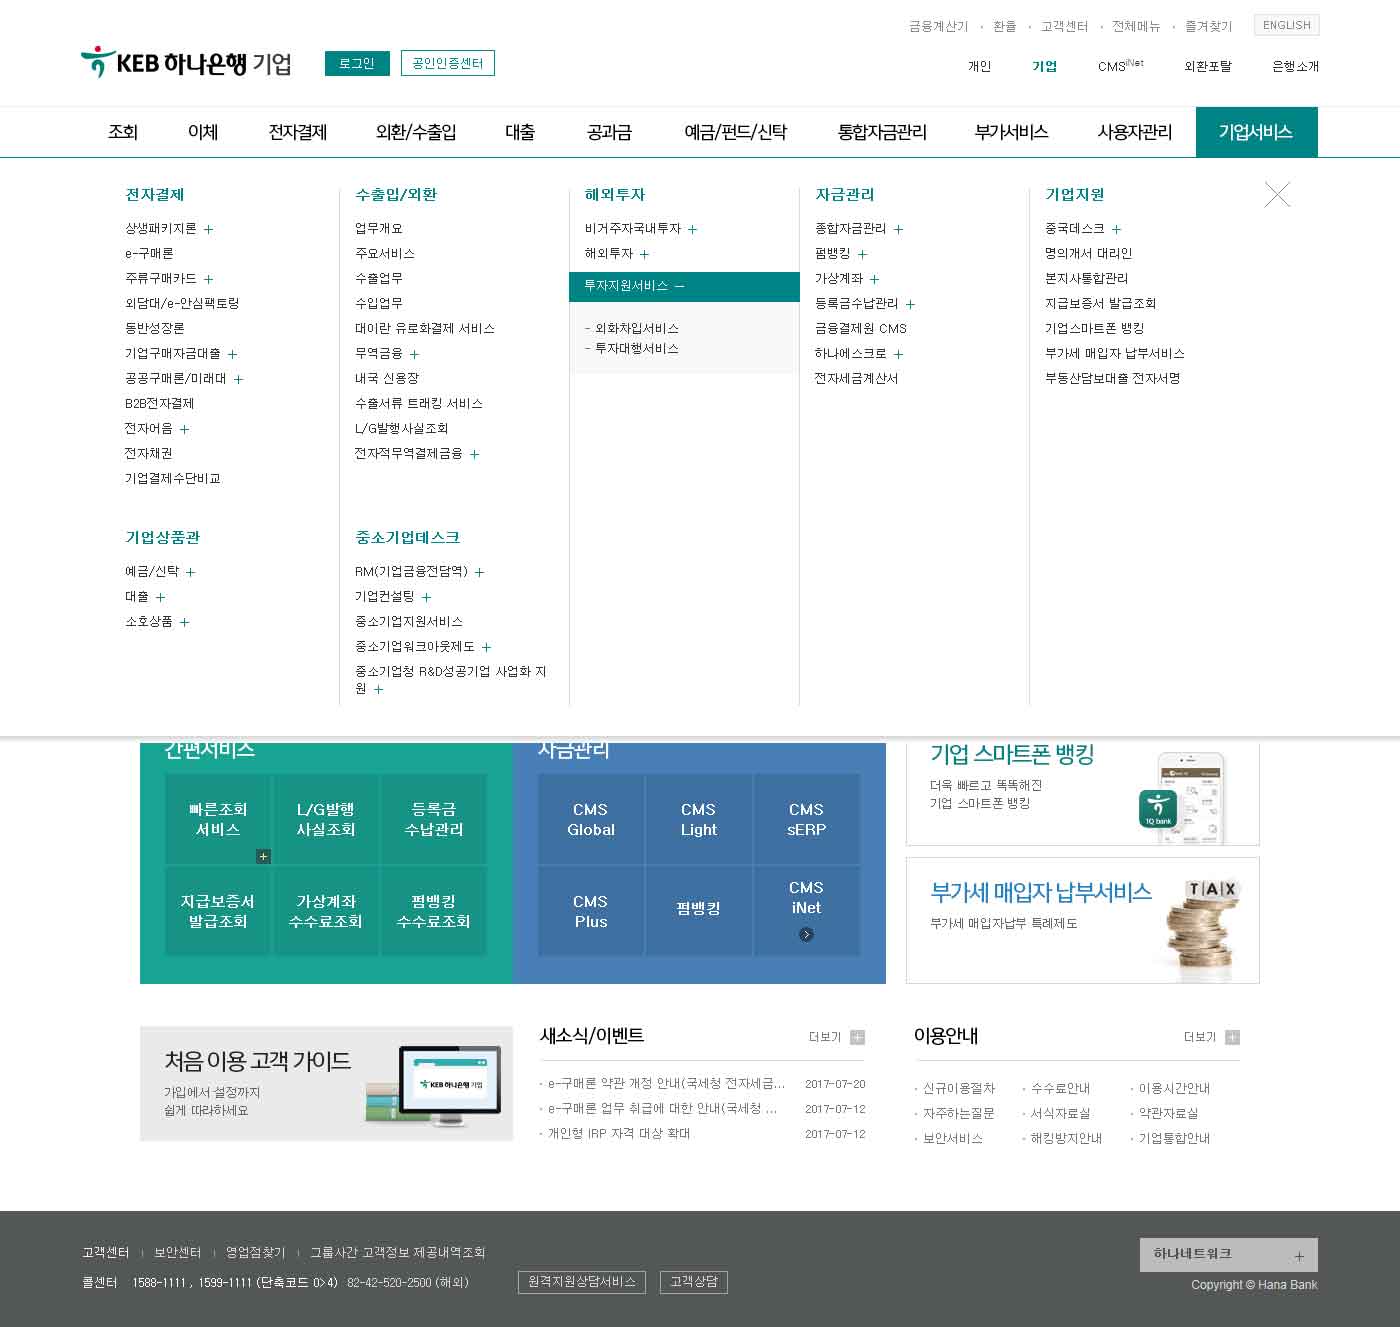 금융계산기 · 환율 · 고객센터 · 전체메뉴 · 즐겨찾기 ENGLISH
KEB 하나은행 기업 로그인 공인인증센터
개인 기업 CMSiNet 외환포탈 은행소개
조회 이체 전자결제 외환/수출입 대출 공과금 예금/펀드/신탁 통합자금관리 부가서비스 사용자관리 기업서비스
전자결제
상생패키지론 +
e-구매론
주류구매카드 +
외담대/e-안심팩토링
동반성장론
기업구매자금대출 +
공공구매론/미래대 +
B2B전자결제
전자어음 +
전자채권
기업결제수단비교
수출입/외환
업무개요
주요서비스
수출업무
수입업무
대이란 유로화결제 서비스
무역금융 +
내국 신용장
수출서류 트래킹 서비스
L/G발행사실조회
전자적무역결제금융 +
해외투자
비거주자국내투자 +
해외투자 +
투자지원서비스 −
- 외화차입서비스
- 투자대행서비스
자금관리
종합자금관리 +
펌뱅킹 +
가상계좌 +
등록금수납관리 +
금융결제원 CMS
하나에스크로 +
전자세금계산서
기업지원
중국데스크 +
명의개서 대리인
본지사통합관리
지급보증서 발급조회
기업스마트폰 뱅킹
부가세 매입자 납부서비스
부동산담보대출 전자서명
기업상품관
예금/신탁 +
대출 +
소호상품 +
중소기업데스크
RM(기업금융전담역) +
기업컨설팅 +
중소기업지원서비스
중소기업워크아웃제도 +
중소기업청 R&D성공기업 사업화 지
원 +
간편서비스
빠른조회
서비스
L/G발행
사실조회
등록금
수납관리
지급보증서
발급조회
가상계좌
수수료조회
펌뱅킹
수수료조회
자금관리
CMS
Global
CMS
Light
CMS
sERP
CMS
Plus
펌뱅킹
CMS
iNet
기업 스마트폰 뱅킹
더욱 빠르고 똑똑해진
기업 스마트폰 뱅킹
1Q bank
부가세 매입자 납부서비스
부가세 매입자납부 특례제도
TAX
처음 이용 고객 가이드
가입에서 설정까지
쉽게 따라하세요
KEB 하나은행 기업
새소식/이벤트 더보기 +
· e-구매론 약관 개정 안내(국세청 전자세금... 2017-07-20
· e-구매론 업무 취급에 대한 안내(국세청 ... 2017-07-12
· 개인형 IRP 자격 대상 확대 2017-07-12
이용안내 더보기 +
· 신규이용절차 · 수수료안내 · 이용시간안내
· 자주하는질문 · 서식자료실 · 약관자료실
· 보안서비스 · 해킹방지안내 · 기업통합안내
고객센터 | 보안센터 | 영업점찾기 | 그룹사간 고객정보 제공내역조회
콜센터 1588-1111 , 1599-1111 (단축코드 0>4) 82-42-520-2500 (해외) 원격지원상담서비스 고객상담
하나네트워크 +
Copyright © Hana Bank